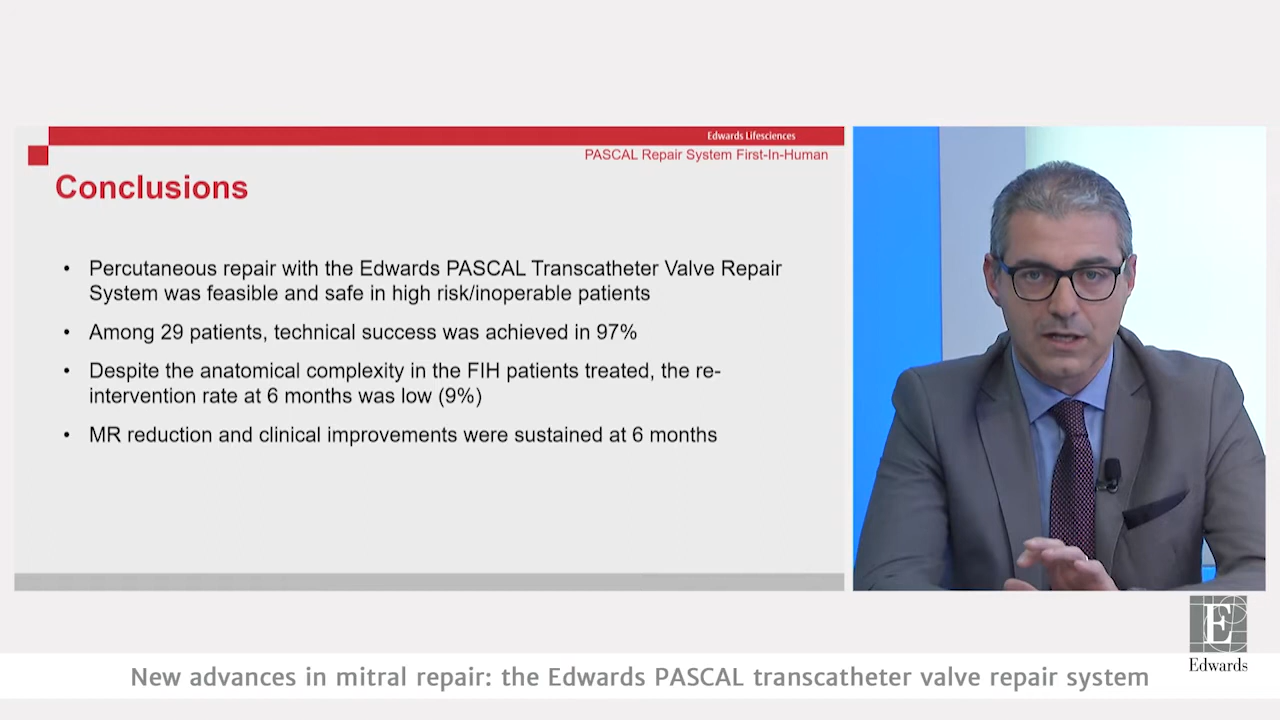 Edwards Lifesciences
PASCAL Repair System First-In-Human
Conclusions
• Percutaneous repair with the Edwards PASCAL Transcatheter Valve Repair
System was feasible and safe in high risk/inoperable patients
• Among 29 patients, technical success was achieved in 97%
• Despite the anatomical complexity in the FIH patients treated, the re-
intervention rate at 6 months was low (9%)
• MR reduction and clinical improvements were sustained at 6 months
E
Edwards
New advances in mitral repair: the Edwards PASCAL transcatheter valve repair system